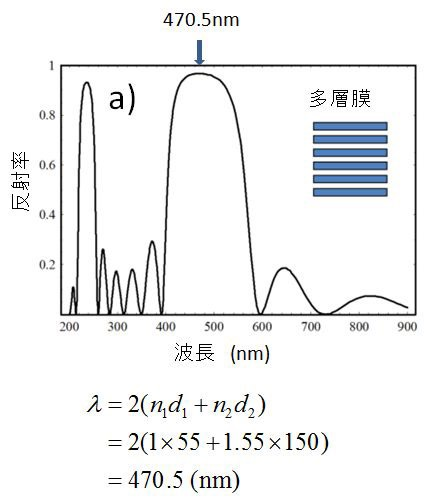 470.5nm
1
0.8
0.6
0.4
0.2
反射率
a)
多層膜
200 300 400 500 600 700 800 900
波長 (nm)
λ = 2(n₁d₁ + n₂d₂)
= 2(1×55+1.55×150)
= 470.5 (nm)